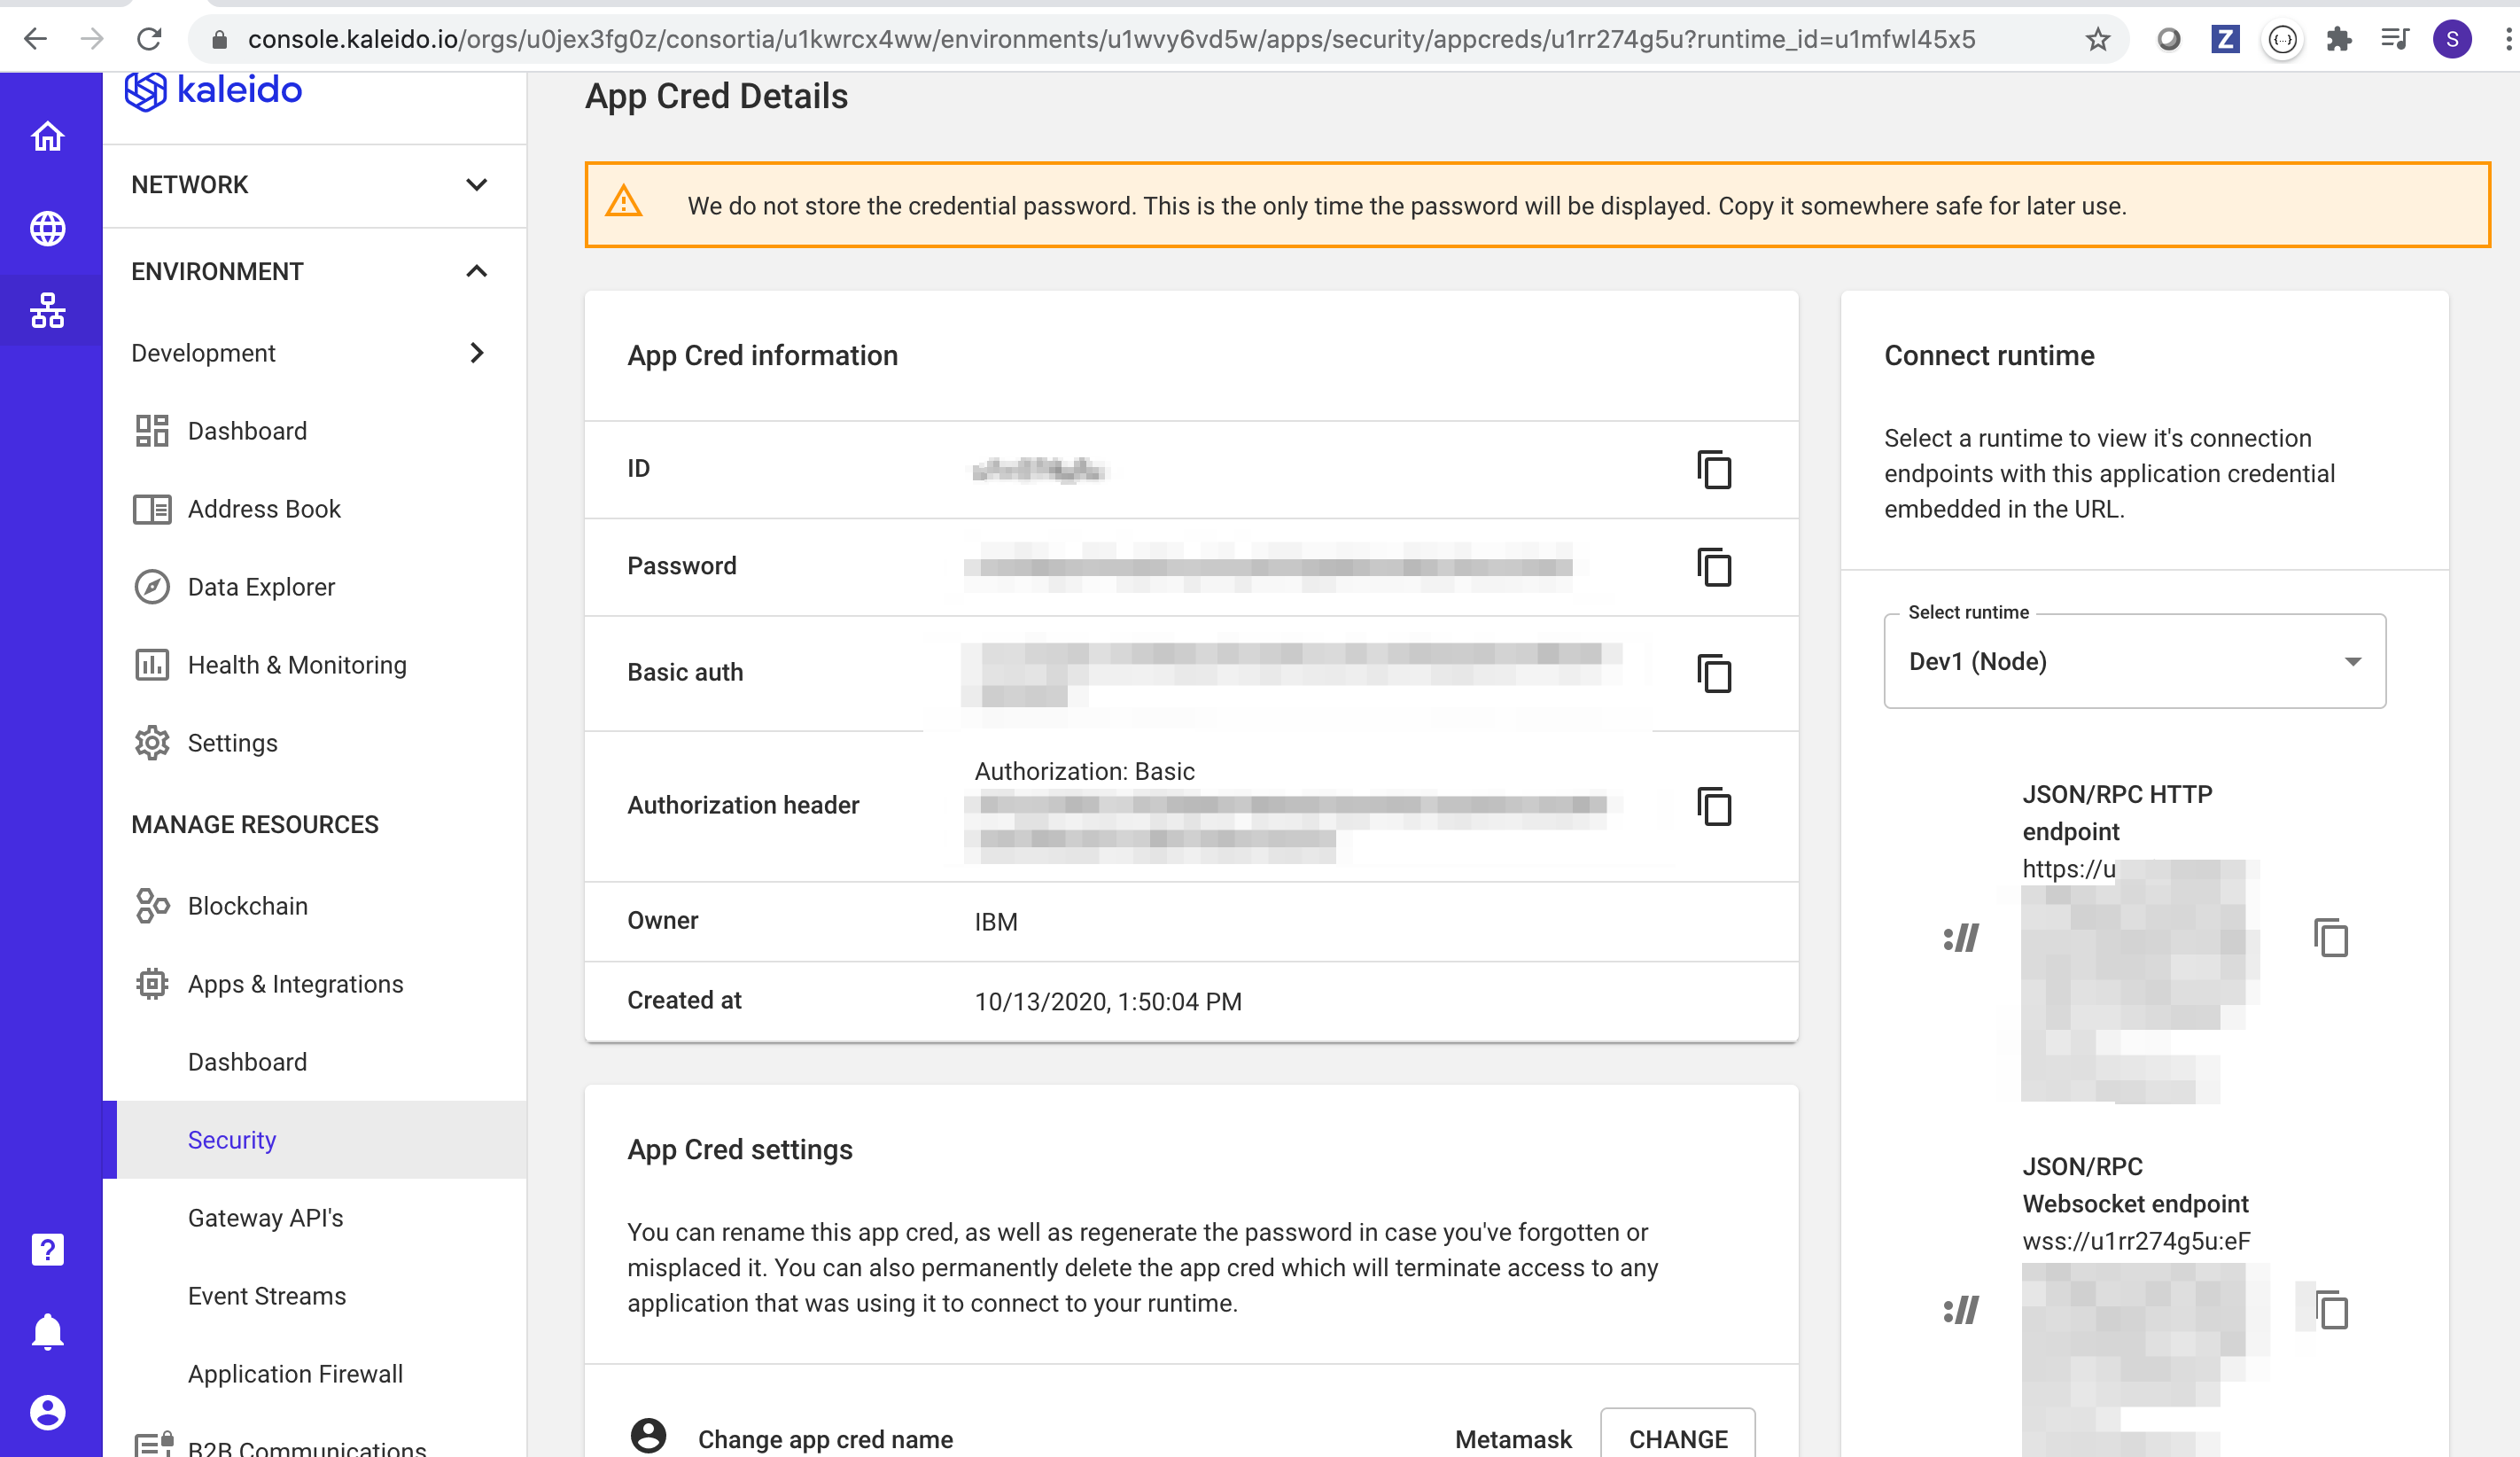 console.kaleido.io/orgs/u0jex3fg0z/consortia/u1kwrcx4ww/environments/u1wvy6vd5w/apps/security/appcreds/u1rr274g5u?runtime_id=u1mfwl45x5
Z
S
kaleido
NETWORK
ENVIRONMENT
Development
Dashboard
Address Book
Data Explorer
Health & Monitoring
Settings
MANAGE RESOURCES
Blockchain
Apps & Integrations
Dashboard
Security
Gateway API's
Event Streams
Application Firewall
B2B Communications
App Cred Details
We do not store the credential password. This is the only time the password will be displayed. Copy it somewhere safe for later use.
App Cred information
ID
Password
Basic auth
Authorization header
Authorization: Basic
Owner
IBM
Created at
10/13/2020, 1:50:04 PM
App Cred settings
You can rename this app cred, as well as regenerate the password in case you've forgotten or
misplaced it. You can also permanently delete the app cred which will terminate access to any
application that was using it to connect to your runtime.
Change app cred name
Metamask
CHANGE
Connect runtime
Select a runtime to view it's connection
endpoints with this application credential
embedded in the URL.
Select runtime
Dev1 (Node)
JSON/RPC HTTP
endpoint
https://u
://
JSON/RPC
Websocket endpoint
wss://u1rr274g5u:eF
://